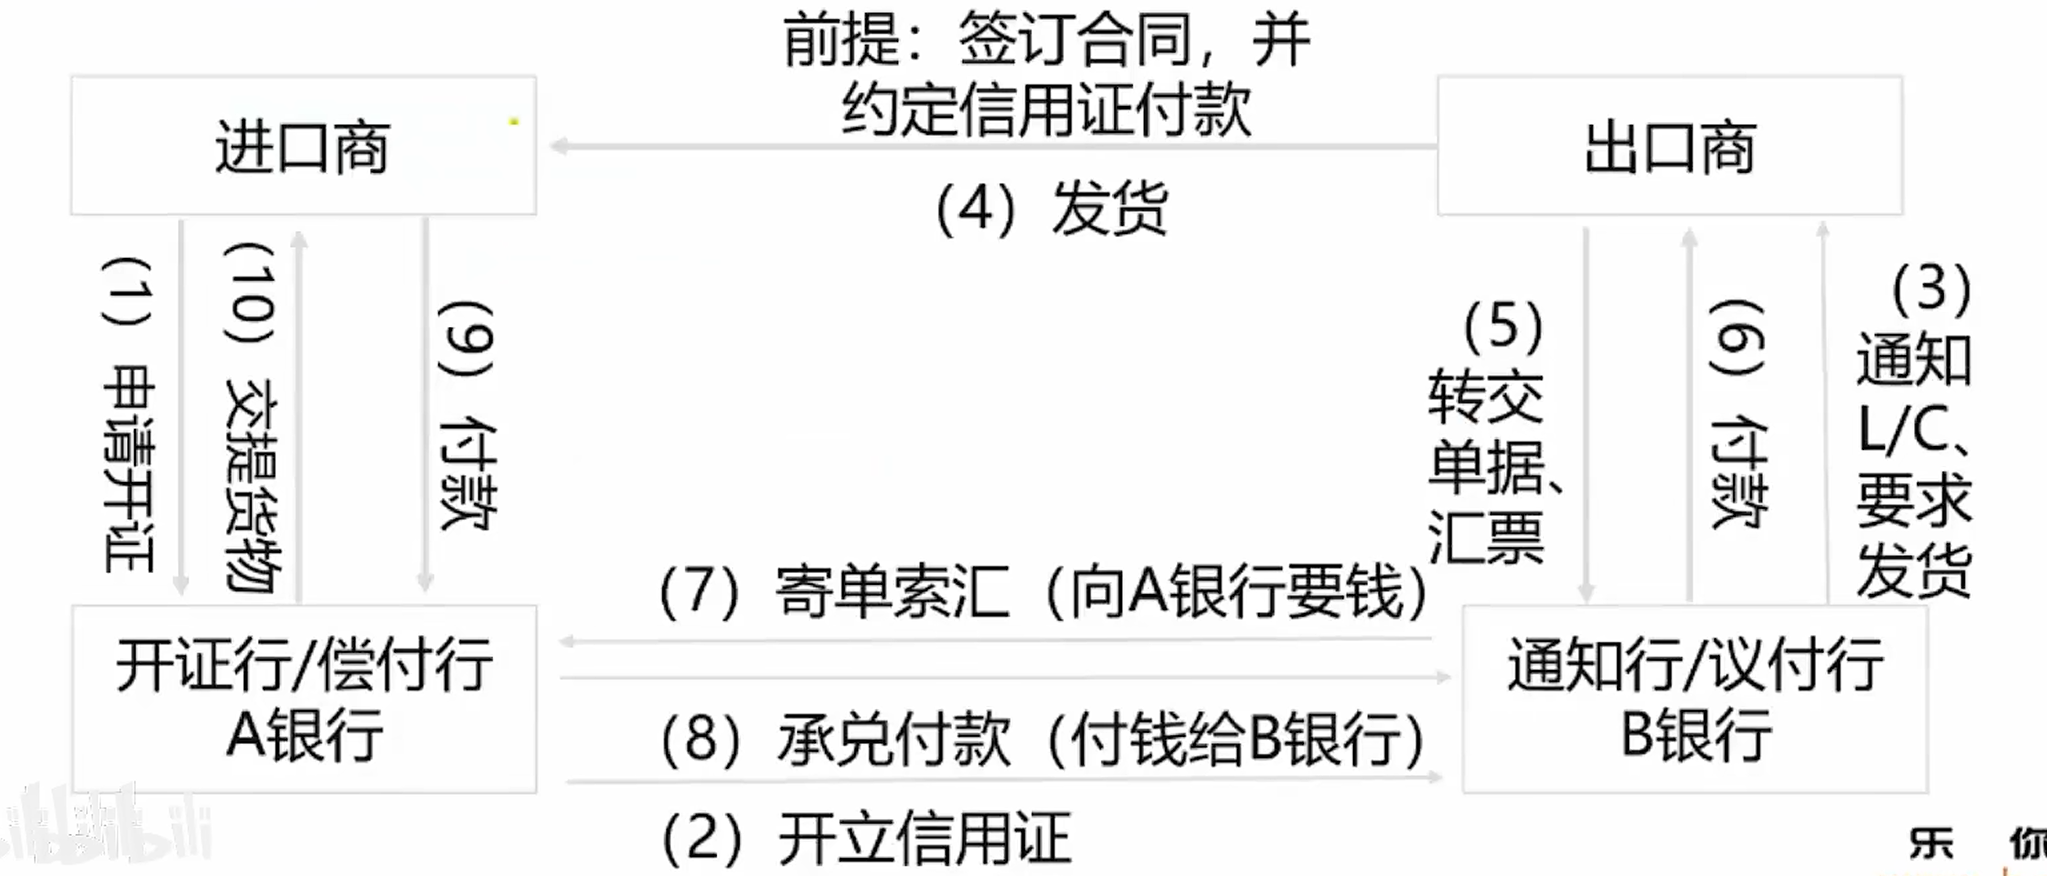 前提：签订合同，并
约定信用证付款
进口商
出口商
（4）发货
（1）申请开证
（10）交提货物
（9）付款
（5）
转交
单据、
汇票
（6）付款
（3）
通知
L/C、
要求
发货
（7）寄单索汇（向A银行要钱）
开证行/偿付行
A银行
通知行/议付行
B银行
（8）承兑付款（付钱给B银行）
（2）开立信用证
bilibili
乐 你